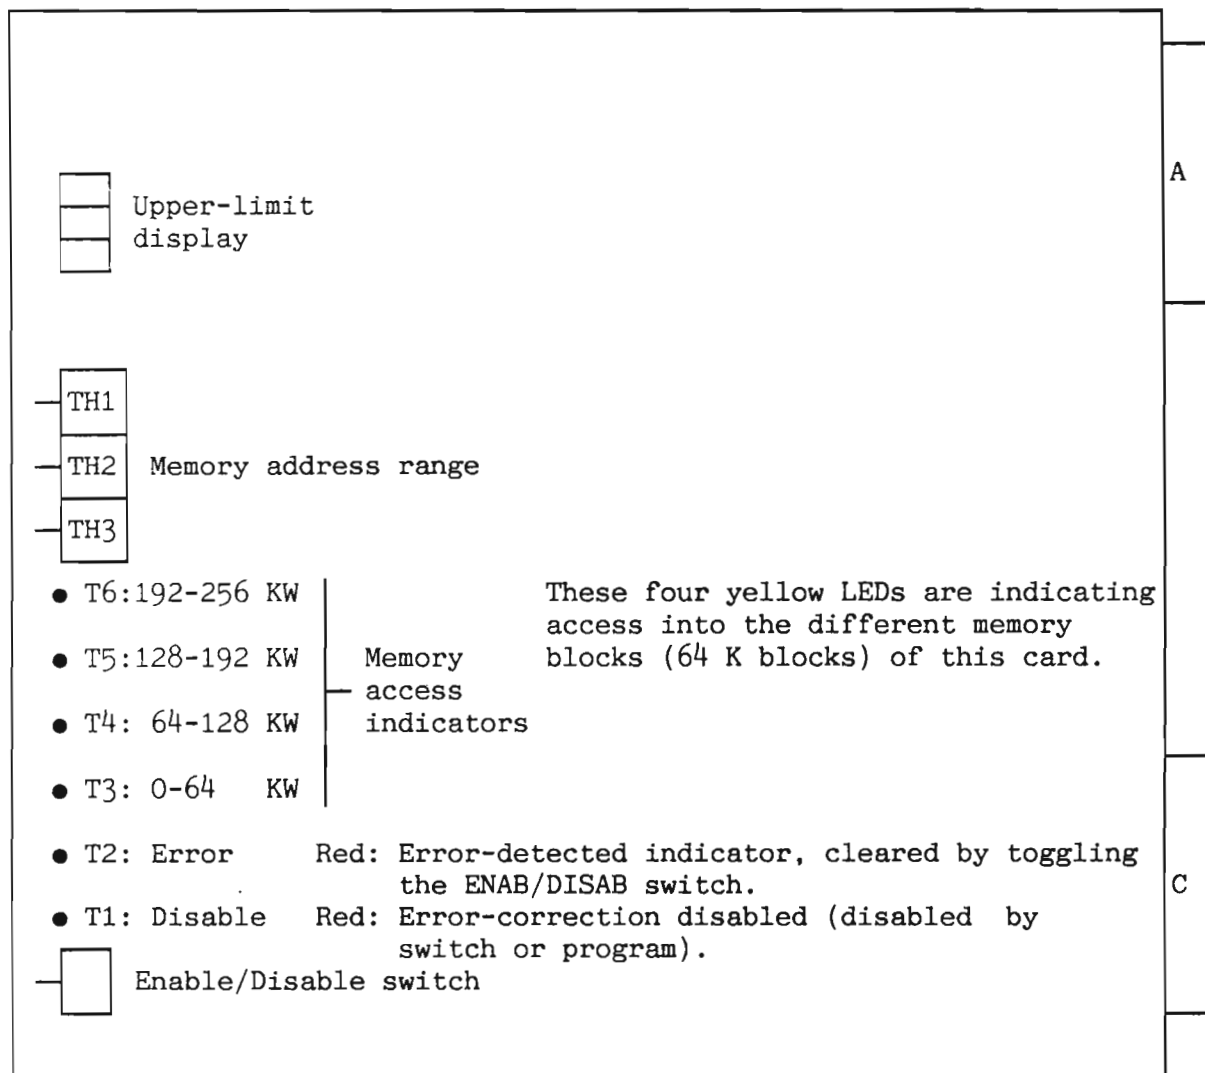 A
Upper-limit
display
TH1
TH2 Memory address range
TH3
● T6:192-256 KW
These four yellow LEDs are indicating
access into the different memory
blocks (64 K blocks) of this card.
● T5:128-192 KW
Memory
access
indicators
● T4: 64-128 KW
● T3: 0-64 KW
● T2: Error Red: Error-detected indicator, cleared by toggling
the ENAB/DISAB switch.
C
● T1: Disable Red: Error-correction disabled (disabled by
switch or program).
Enable/Disable switch